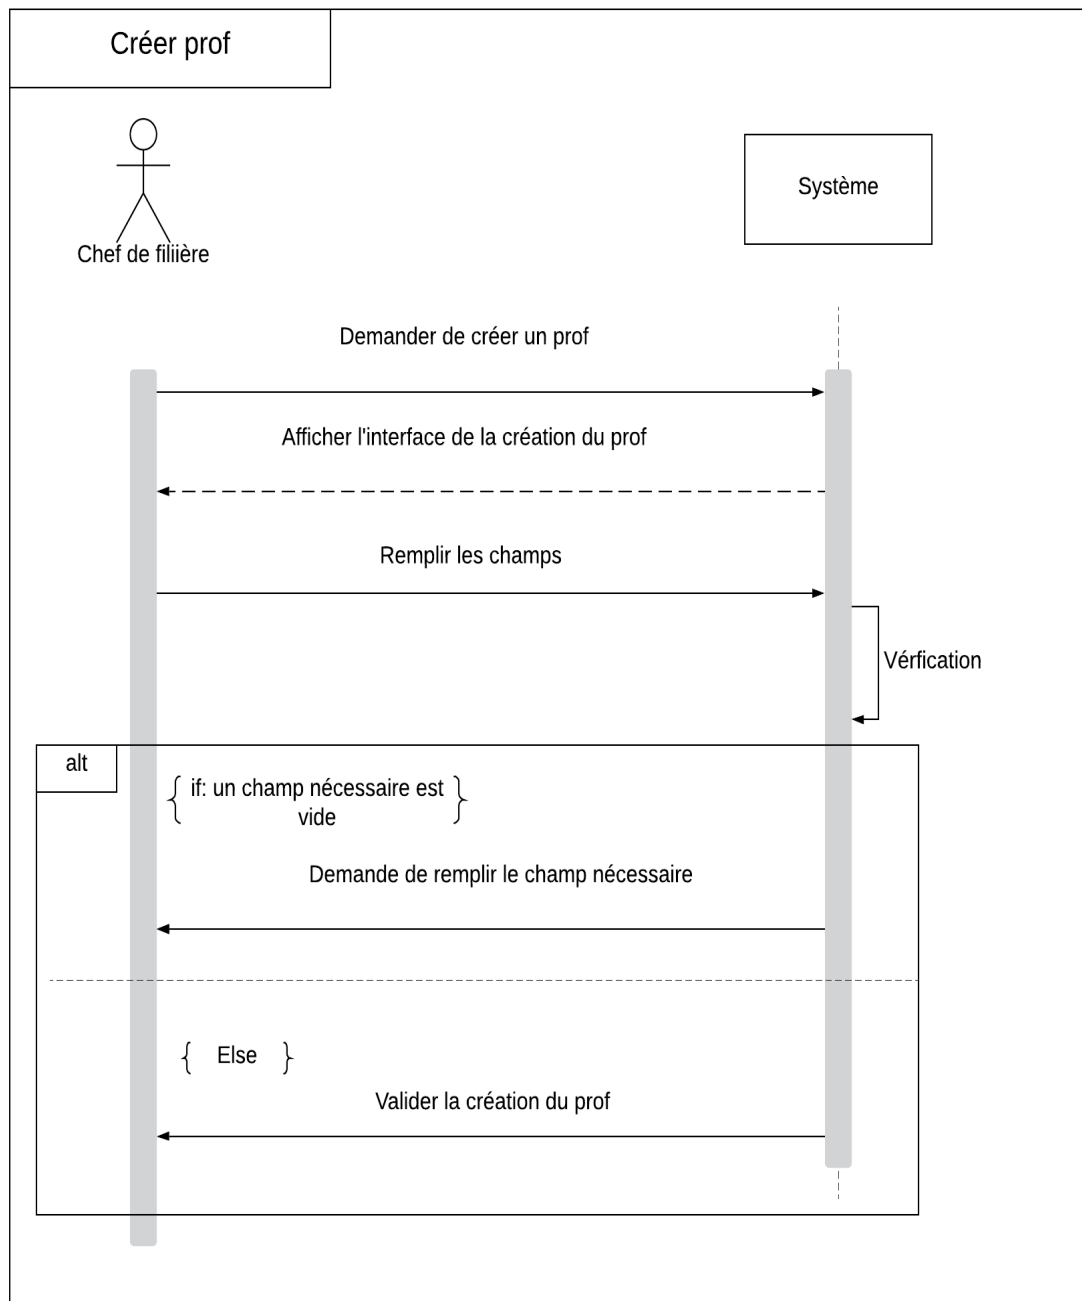 Créer prof
Système
Chef de filiière
Demander de créer un prof
Afficher l'interface de la création du prof
Remplir les champs
Vérfication
alt
if: un champ nécessaire est
vide
Demande de remplir le champ nécessaire
Else
Valider la création du prof